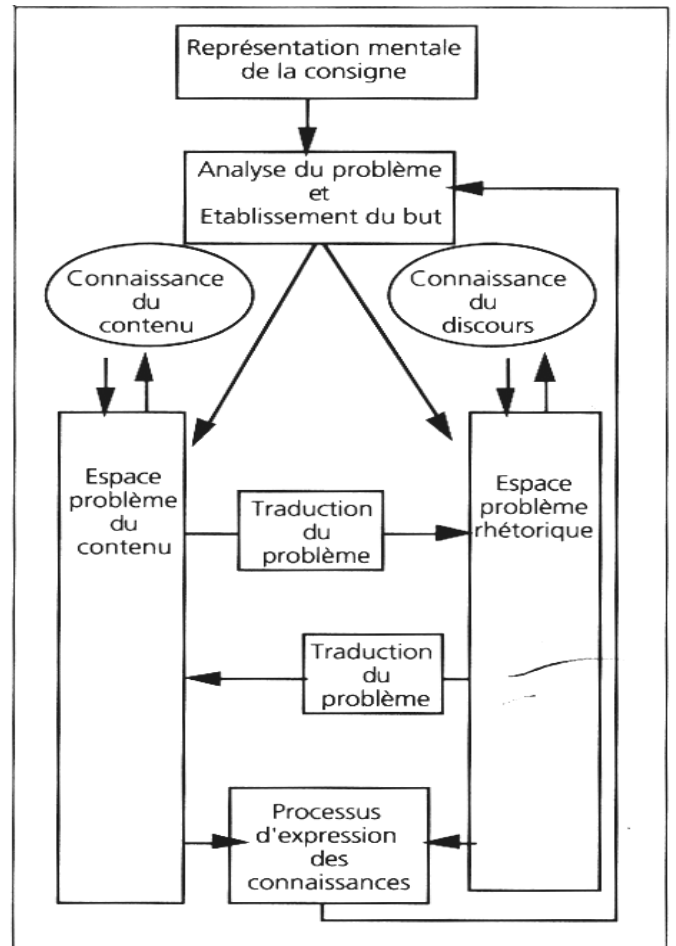 Représentation mentale
de la consigne
Analyse du problème
et
Etablissement du but
Connaissance
du
contenu
Connaissance
du
discours
Espace
problème
du
contenu
Traduction
du
problème
Espace
problème
rhétorique
Traduction
du
problème
Processus
d'expression
des
connaissances